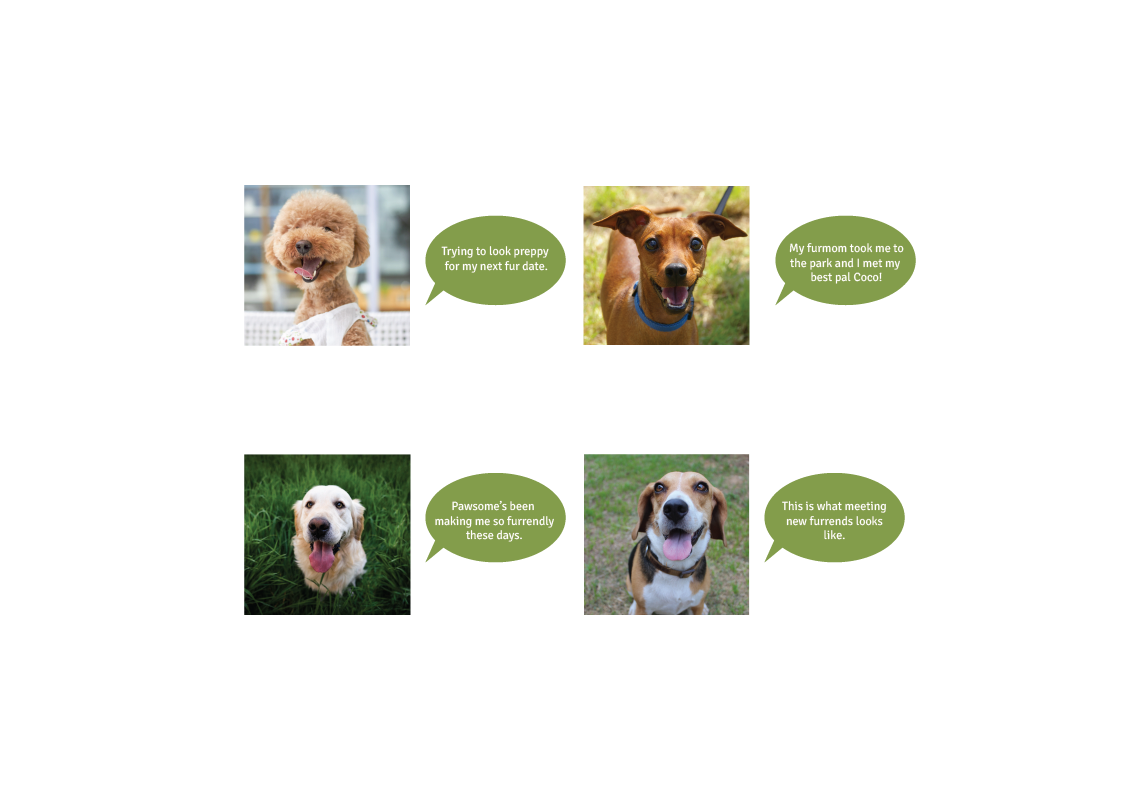 Trying to look preppy
for my next fur date.
My furmom took me to
the park and I met my
best pal Coco!
Pawsome’s been
making me so furrendly
these days.
This is what meeting
new furrends looks
like.